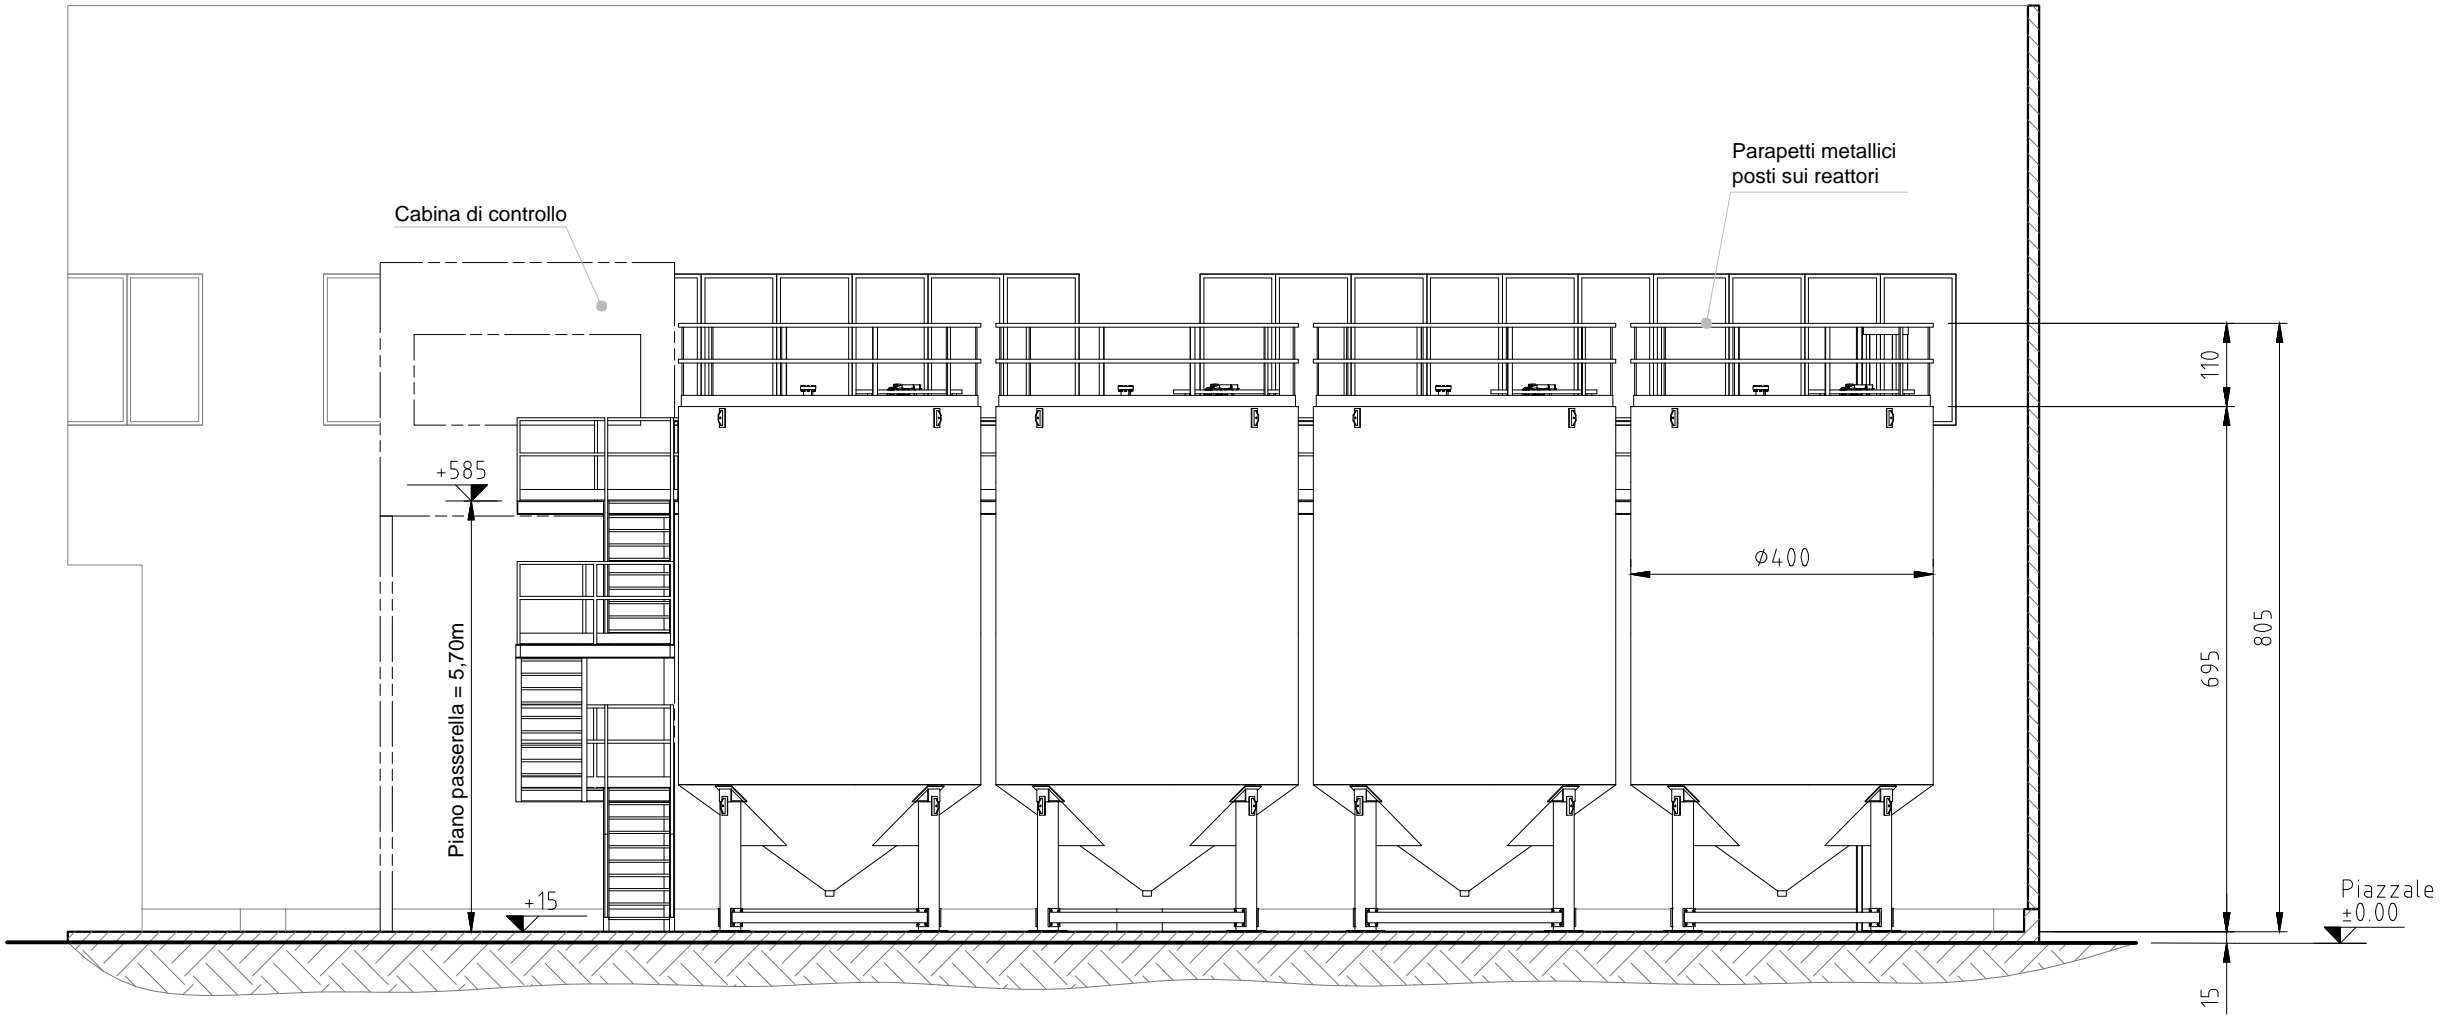 Parapetti metallici
posti sui reattori
Cabina di controllo
110
+585
Ø400
805
695
Piano passerella = 5,70m
+15
Piazzale
±0.00
15